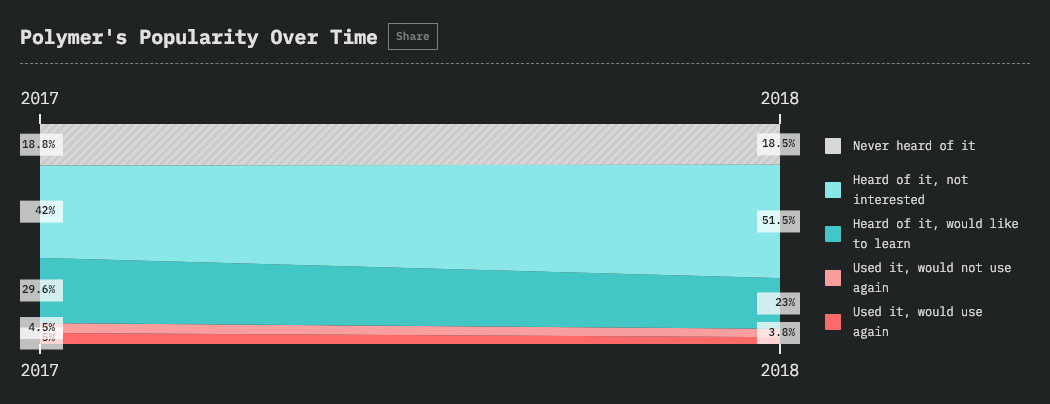 Polymer's Popularity Over Time Share
2017 2018
18.8% 18.5%
Never heard of it
Heard of it, not
interested
42% 51.5%
Heard of it, would like
to learn
Used it, would not use
again
29.6% 23%
Used it, would use
again
4.5% 3.8%
5%
2017 2018